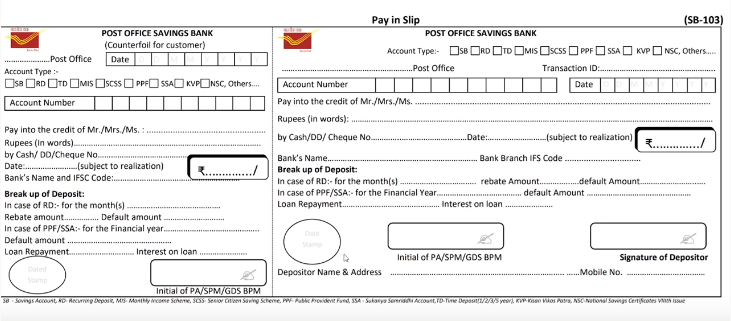 Pay in Slip
(SB-103)
POST OFFICE SAVINGS BANK
(Counterfoil for customer)
.........................Post Office
Date D D M M Y Y Y Y
Account Type :-
SB RD TD MIS SCSS PPF SSA KVP NSC, Others....
Account Number
Pay into the credit of Mr./Mrs./Ms. : ................................
Rupees (In words)................................
by Cash/ DD/Cheque No................................
Date:...................(subject to realization)
₹............../
Bank's Name and IFSC Code:................................
Break up of Deposit:
In case of RD:- for the month(s) ................................
Rebate amount.............. Default amount ........................
In case of PPF/SSA:- for Financial year........................
Default amount ................................
Loan Repayment................. Interest on loan ..................
Dated
Stamp
Initial of PA/SPM/GDS BPM
POST OFFICE SAVINGS BANK
Account Type:- SB RD TD MIS SCSS PPF SSA KVP NSC, Others.....
................................Post Office
Transaction ID:................................
Account Number
Date D D M M Y Y Y Y
Pay into the credit of Mr./Mrs./Ms. ................................
Rupees (in words): ................................
by Cash/DD/ Cheque No................................Date:....................(subject to realization)
₹............../
Bank's Name................................ Bank Branch IFS Code ................................
Break up of Deposit:
In case of RD:- for the month(s) ........................ rebate Amount................default Amount....................
In case of PPF/SSA:- for the Financial Year........................ default Amount ................................
Loan Repayment........................ Interest on loan ................
Date
Stamp
Initial of PA/SPM/GDS BPM
Signature of Depositor
Depositor Name & Address ................................Mobile No. ........................
SB - Savings Account, RD- Recurring Deposit, MIS- Monthly Income Scheme, SCSS- Senior Citizen Saving Scheme, PPF- Public Provident Fund, SSA - Sukanya Samriddhi Account,TD-Time Deposit(1/2/3/5 year), KVP-Kisan Vikas Patra, NSC-National Savings Certificates VIIIth Issue